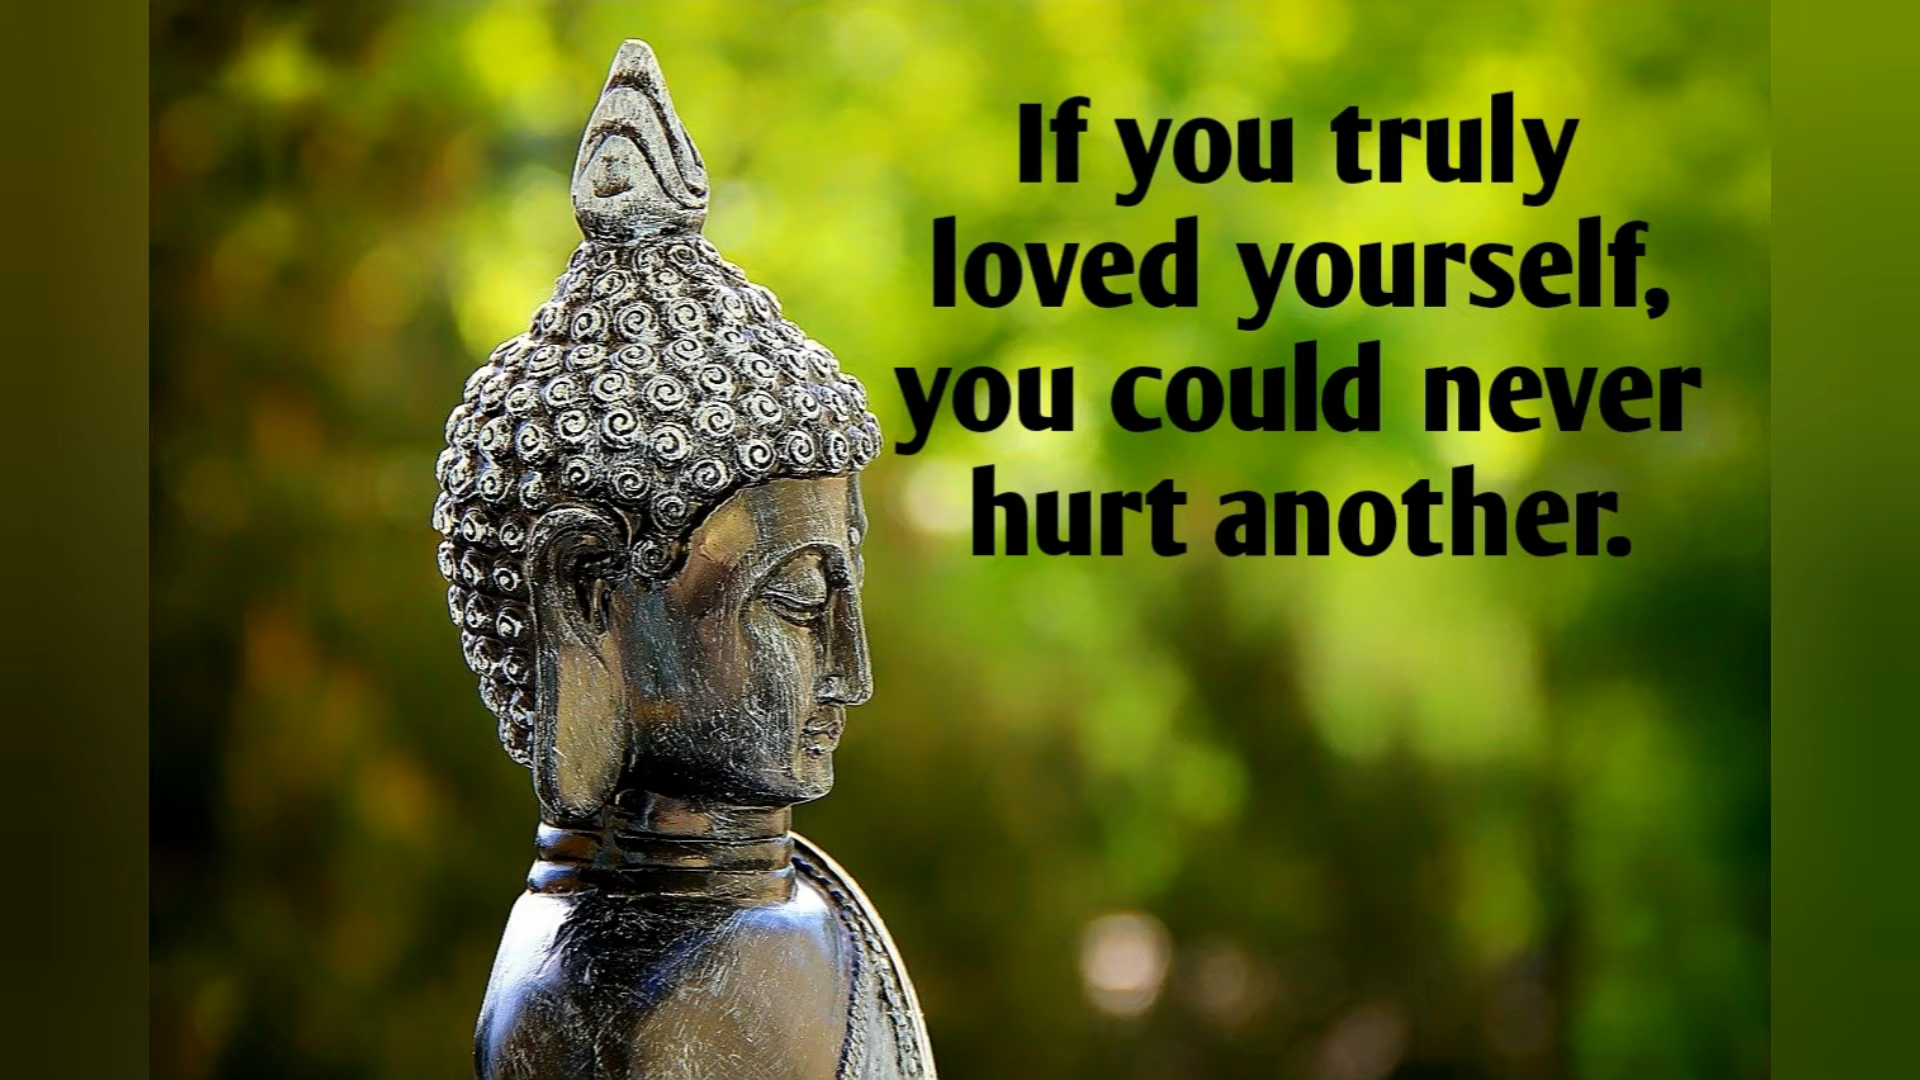 If you truly
loved yourself,
you could never
hurt another.